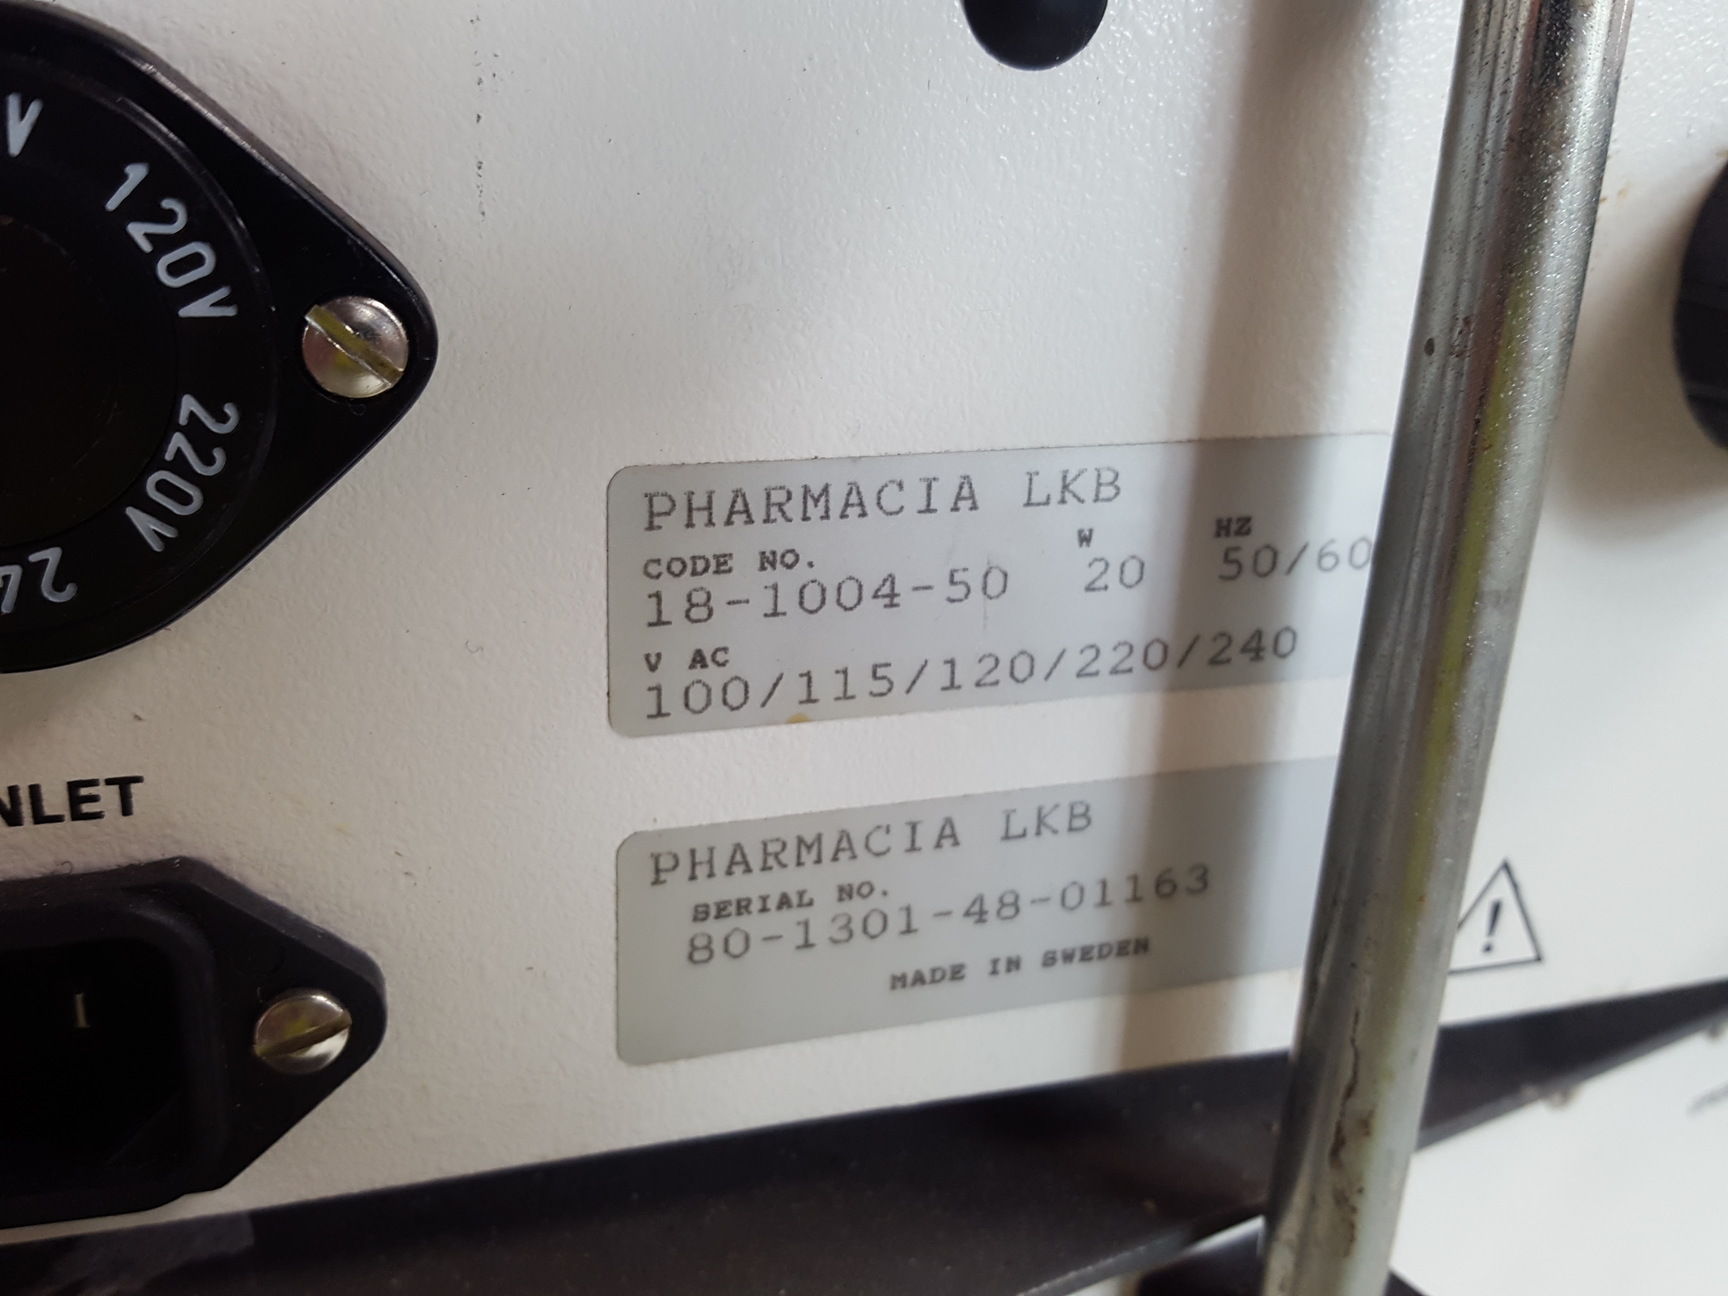 V
120V
220V
24
PHARMACIA LKB
CODE NO. W HZ
18-1004-50 20 50/60
V AC
100/115/120/220/240
NLET
PHARMACIA LKB
SERIAL NO.
80-1301-48-01163
MADE IN SWEDEN
!